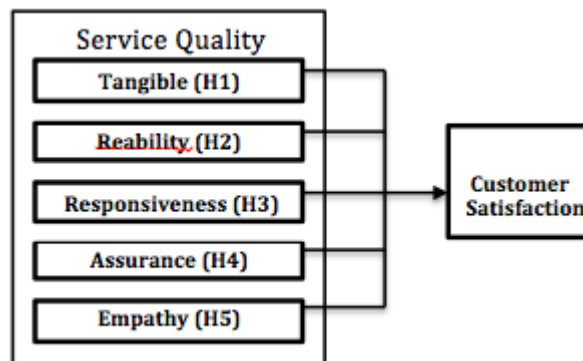 Service Quality
Tangible (H1)
Reability (H2)
Responsiveness (H3)
Assurance (H4)
Empathy (H5)
Customer
Satisfaction